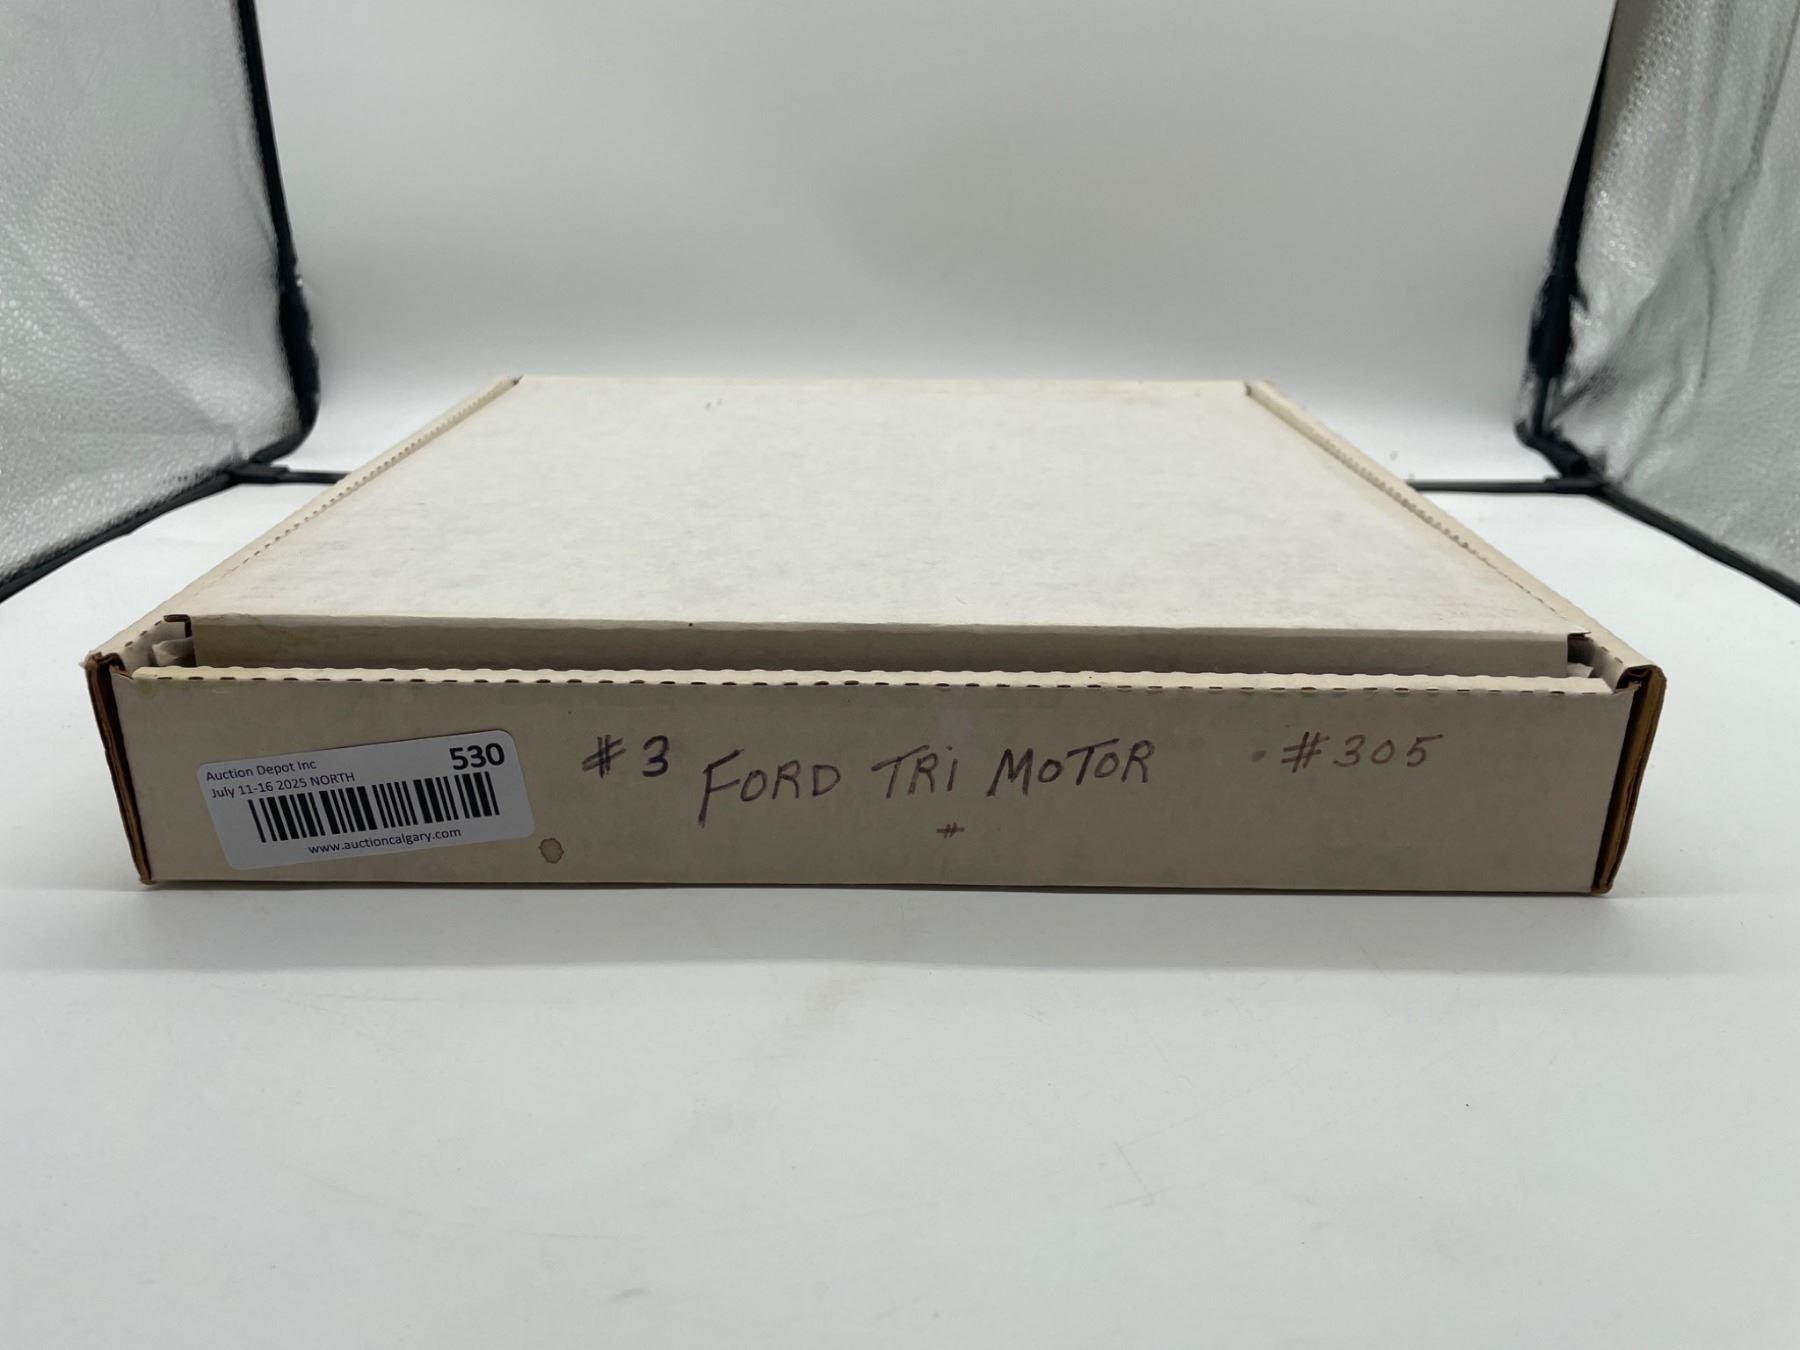 Auction Depot Inc 530
July 11-16 2025 NORTH
www.auctioncalgary.com
#3 FORD TRi MOTOR #305
#